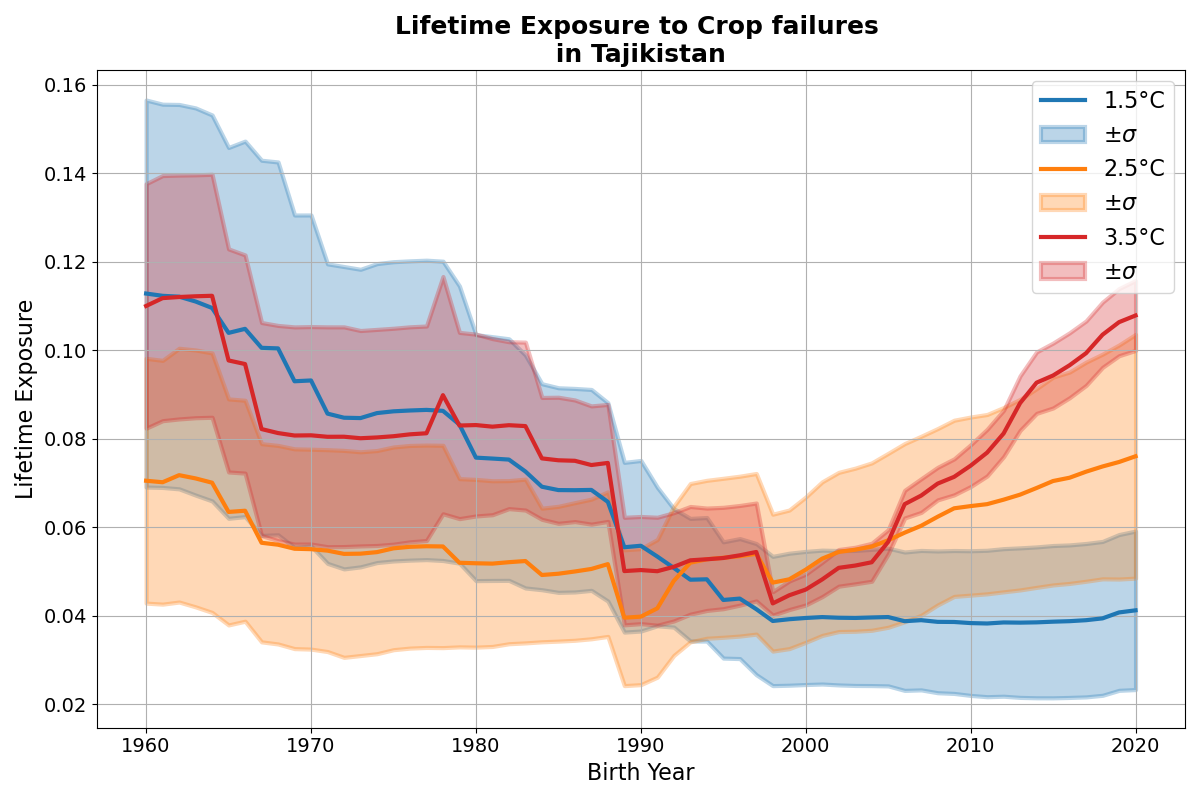 Lifetime Exposure to Crop failures
in Tajikistan
Lifetime Exposure
0.16
0.14
0.12
0.10
0.08
0.06
0.04
0.02
1.5°C
±σ
2.5°C
±σ
3.5°C
±σ
1960 1970 1980 1990 2000 2010 2020
Birth Year